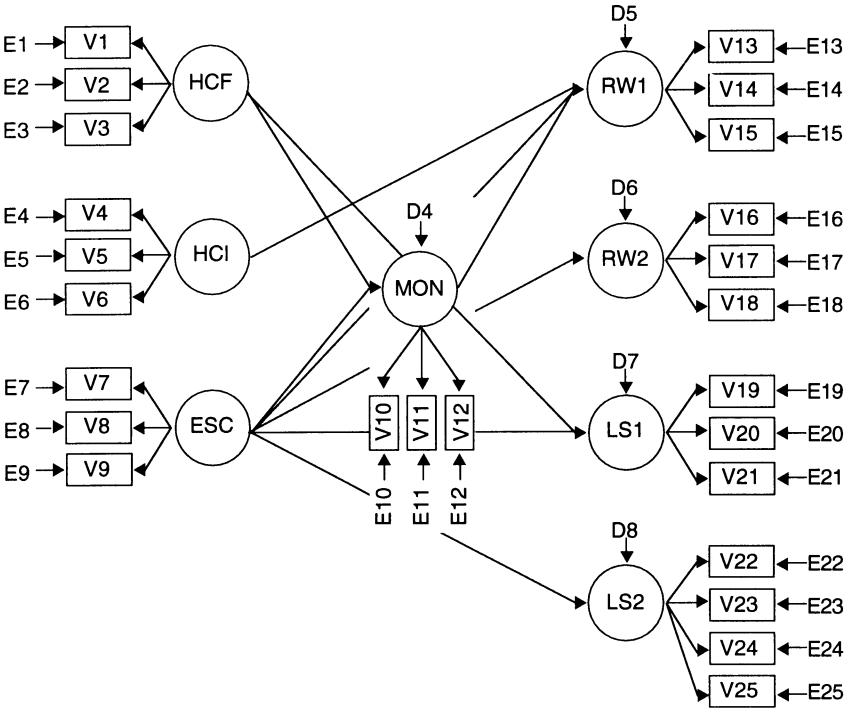 D5
E1 V1 V13 E13
HCF RW1
E2 V2 V14 E14
E3 V3 V15 E15
D6
E4 V4 D4 V16 E16
HCI RW2
E5 V5 V17 E17
MON
E6 V6 V18 E18
D7
E7 V7 V19 E19
ESC LS1
E8 V8 V10 V11 V12 V20 E20
E9 V9 V21 E21
E10 E11 E12
D8
V22 E22
LS2
V23 E23
V24 E24
V25 E25